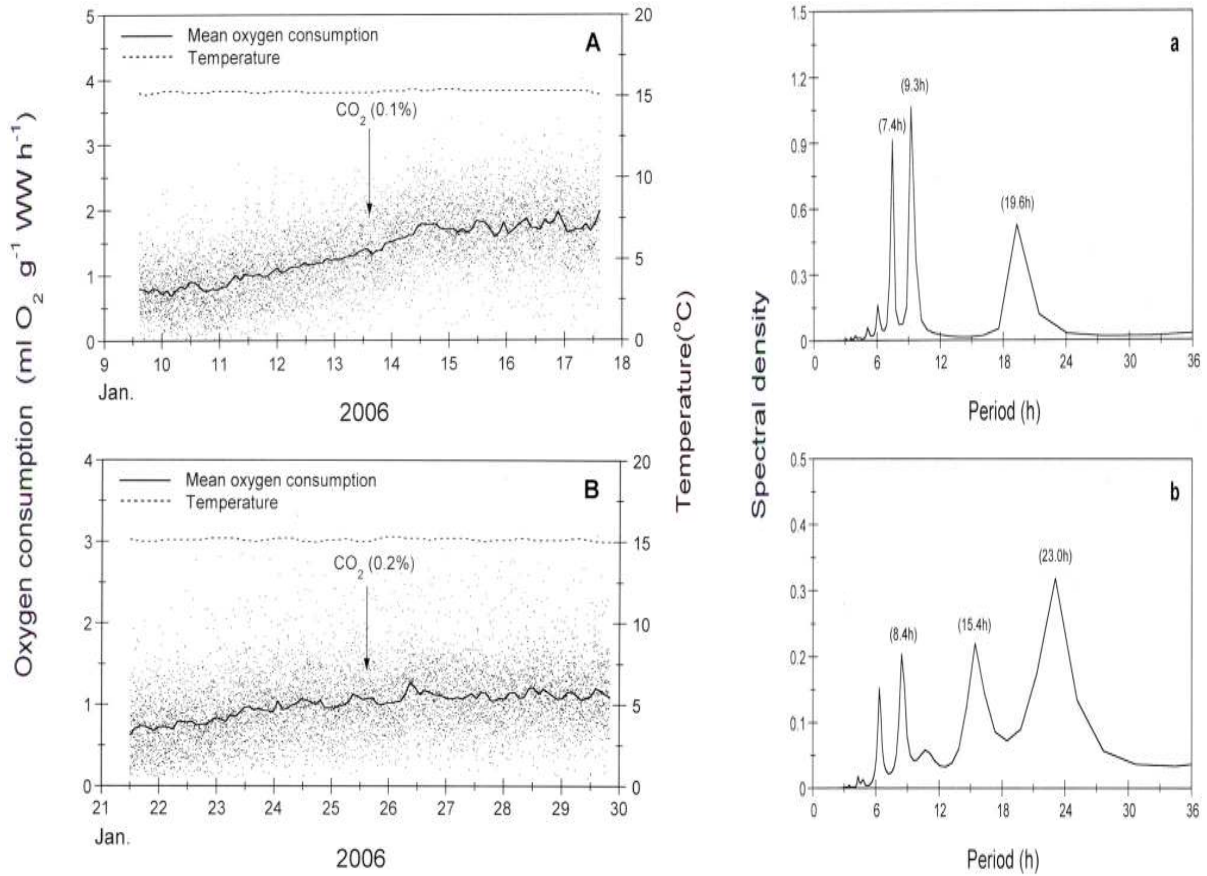 Oxygen consumption (ml O₂ g⁻¹ WW h⁻¹)
5
4
3
2
1
0
Mean oxygen consumption
Temperature
A
CO₂ (0.1%)
20
15
10
5
0
9 10 11 12 13 14 15 16 17 18
Jan.
2006
4
3
2
1
0
Mean oxygen consumption
Temperature
B
CO₂ (0.2%)
20
15
10
5
0
21 22 23 24 25 26 27 28 29 30
Jan.
2006
Temperature(°C)
Spectral density
1.5
1.2
0.9
0.6
0.3
0.0
a
(7.4h)
(9.3h)
(19.6h)
0 6 12 18 24 30 36
Period (h)
0.5
0.4
0.3
0.2
0.1
0.0
b
(8.4h)
(15.4h)
(23.0h)
0 6 12 18 24 30 36
Period (h)